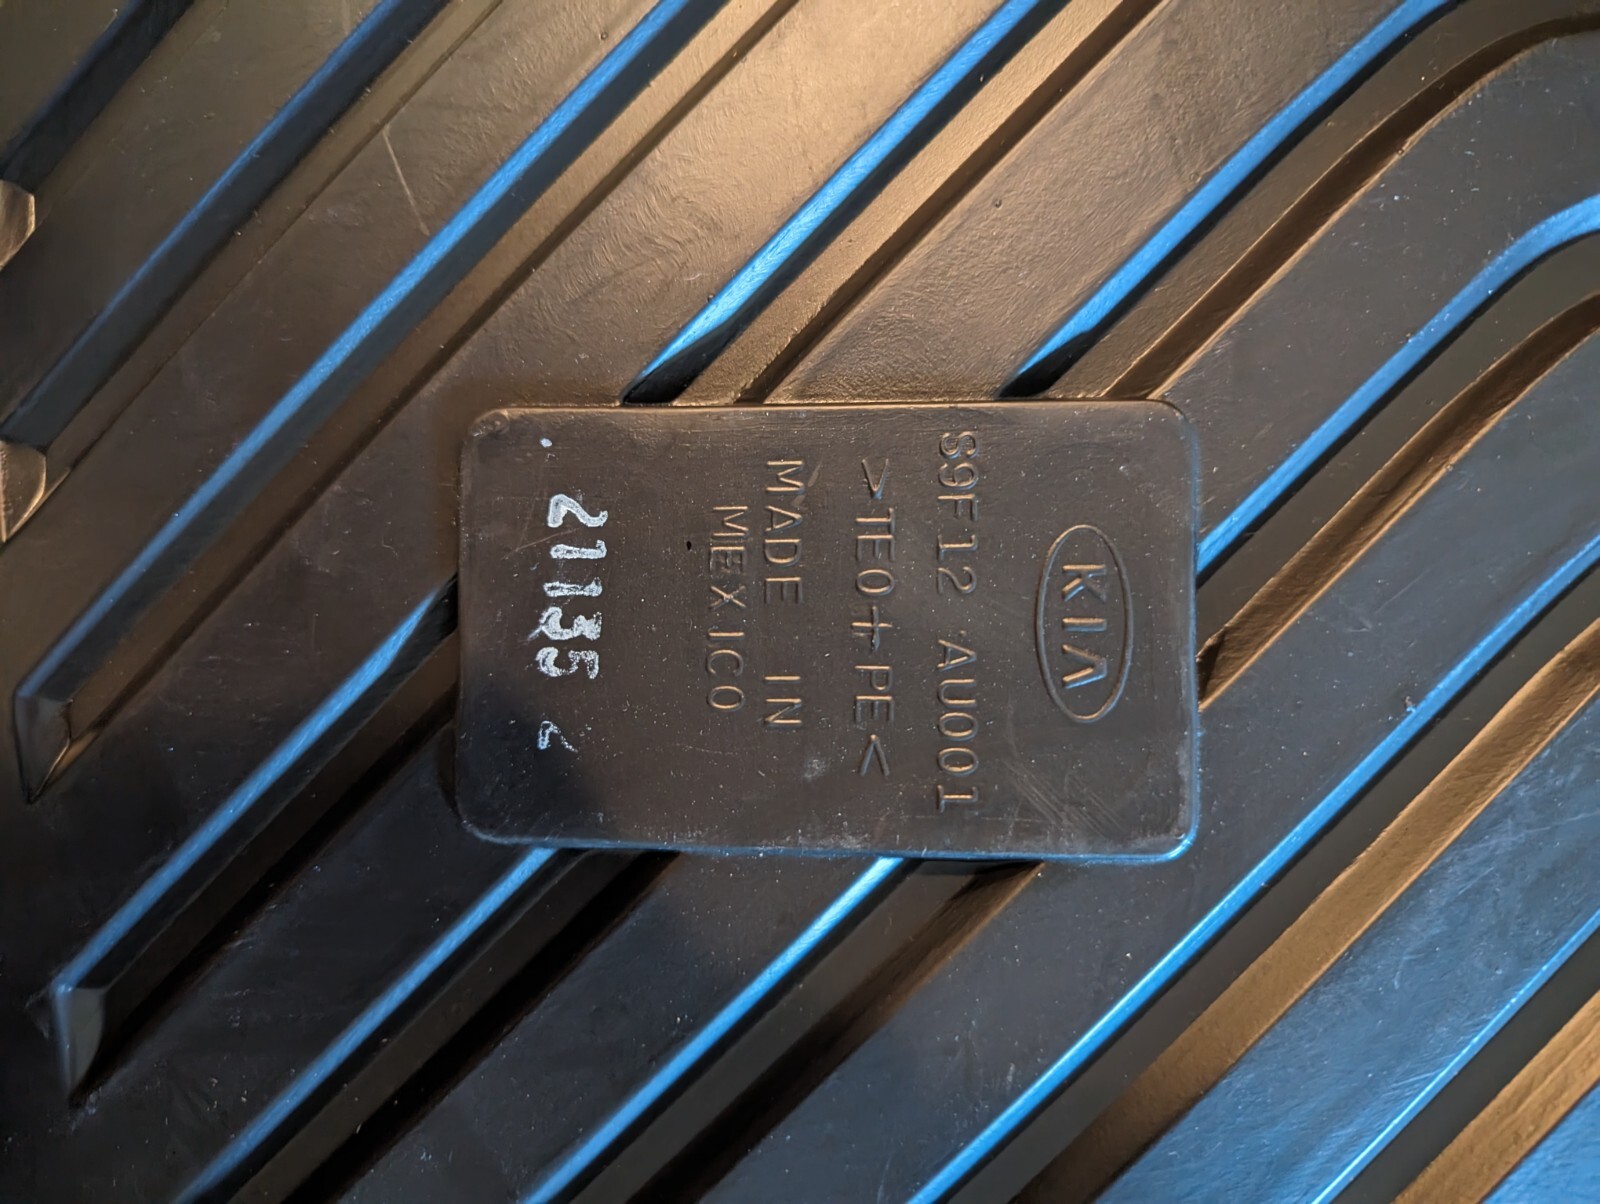 KIA
S9F12 AU001
>TEO+PE<
MADE IN
MEXICO
21135